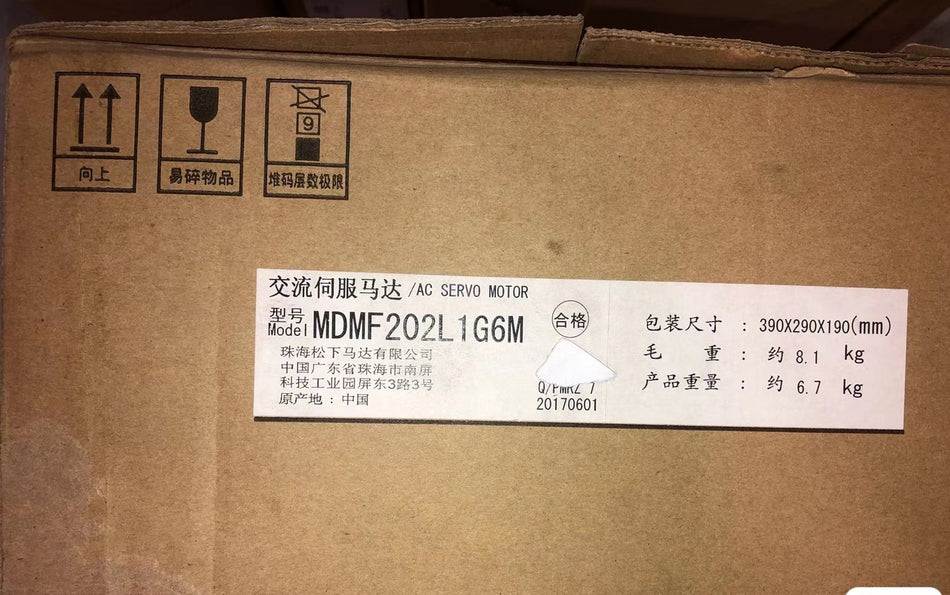 向上
易碎物品
9
堆码层数极限
交流伺服马达/AC SERVO MOTOR
型号
Model MDMF202L1G6M
合格
珠海松下马达有限公司
中国广东省珠海市南屏
科技工业园屏东3路3号
原产地：中国
20170601
包装尺寸 : 390X290X190(mm)
毛 重 : 约 8.1 kg
产品重量 : 约 6.7 kg